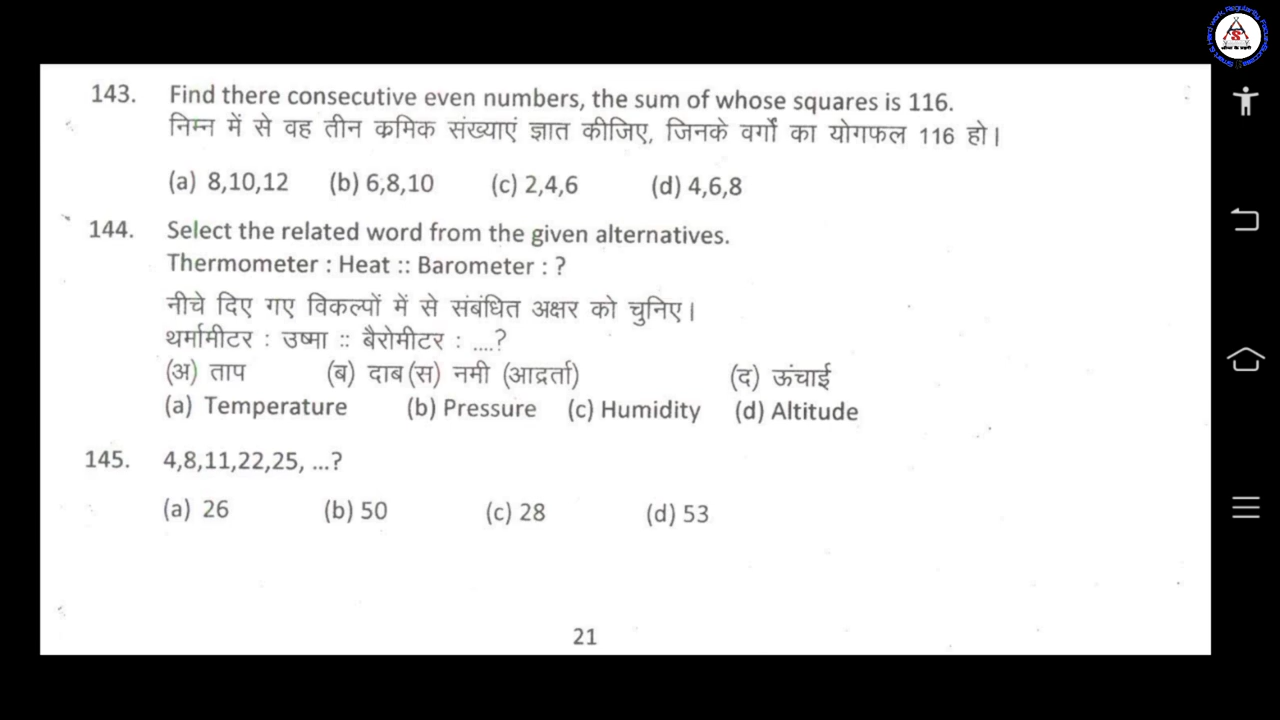 143. Find there consecutive even numbers, the sum of whose squares is 116.
निम्न में से वह तीन क्रमिक संख्याएं ज्ञात कीजिए, जिनके वर्गों का योगफल 116 हो।
(a) 8,10,12 (b) 6,8,10 (c) 2,4,6 (d) 4,6,8
144. Select the related word from the given alternatives.
Thermometer : Heat :: Barometer : ?
नीचे दिए गए विकल्पों में से संबंधित अक्षर को चुनिए।
थर्मामीटर : उष्मा :: बैरोमीटर : ....?
(अ) ताप (ब) दाब (स) नमी (आद्रर्ता) (द) ऊंचाई
(a) Temperature (b) Pressure (c) Humidity (d) Altitude
145. 4,8,11,22,25, ...?
(a) 26 (b) 50 (c) 28 (d) 53
21